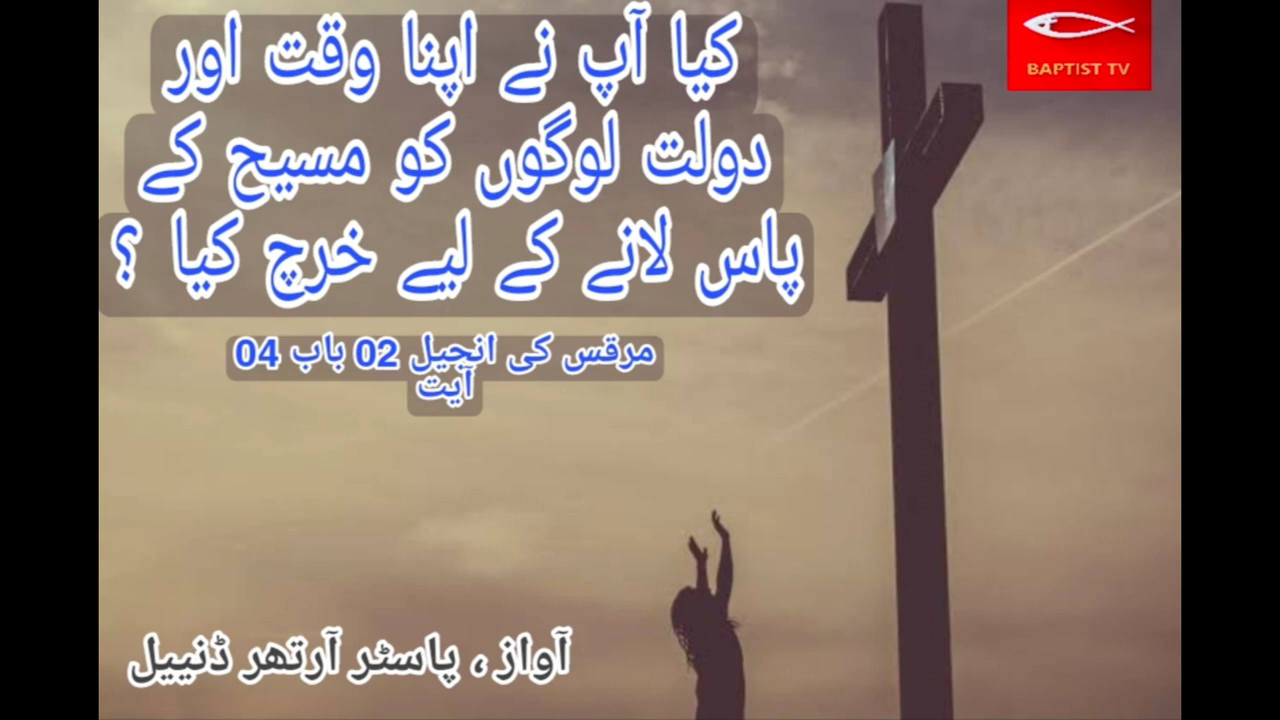 کیا آپ نے اپنا وقت اور
دولت لوگوں کو مسیح کے
پاس لانے کے لیے خرچ کیا ؟
مرقس کی انجیل 02 باب 04
آیت
آواز ، پاسٹر آرتھر ڈنییل
BAPTIST TV